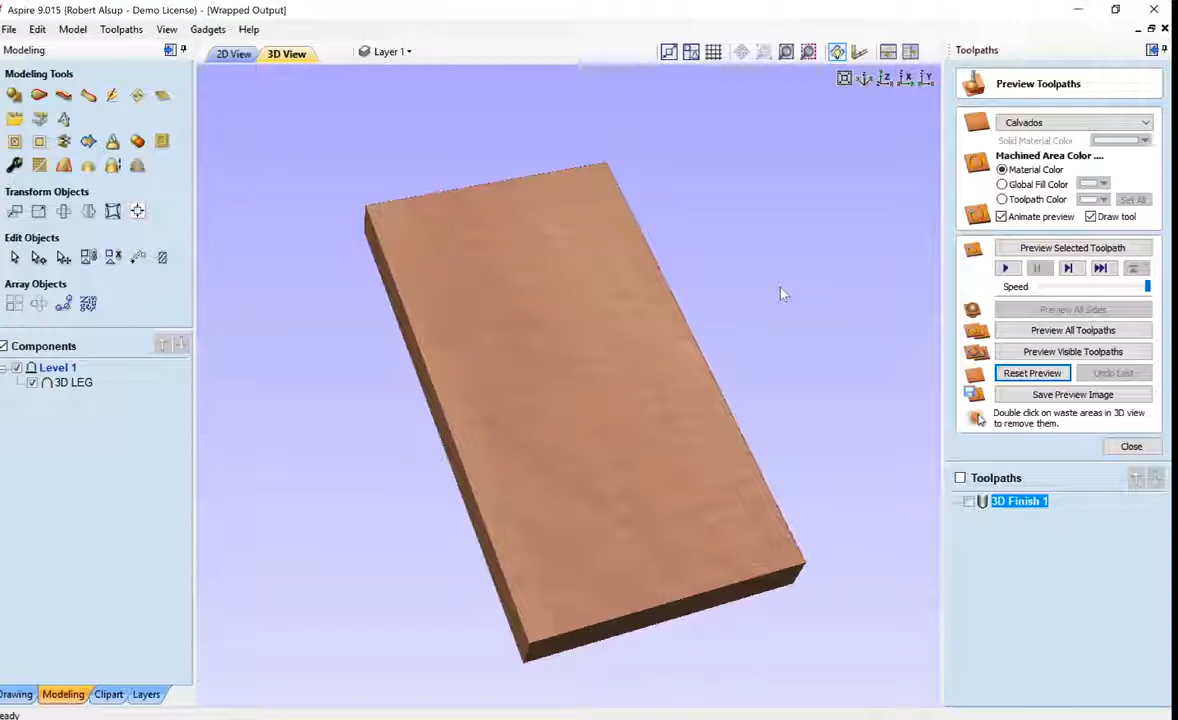 Aspire 9.015 {Robert Alsup - Demo License} - {Wrapped Output}
File Edit Model Toolpaths View Gadgets Help
Modeling
2D View 3D View Layer 1
Toolpaths
Modeling Tools
Transform Objects
Edit Objects
Array Objects
Components
Level 1
3D LEG
Drawing Modeling Clipart Layers
Z X Y
Preview Toolpaths
Calvados
Solid Material Color
Machined Area Color ....
Material Color
Global Fill Color
Toolpath Color Set All
Animate preview Draw tool
Preview Selected Toolpath
Speed
Preview All Sides
Preview All Toolpaths
Preview Visible Toolpaths
Reset Preview Undo Last
Save Preview Image
Double click on waste areas in 3D view
to remove them.
Close
Toolpaths
3D Finish 1
eady